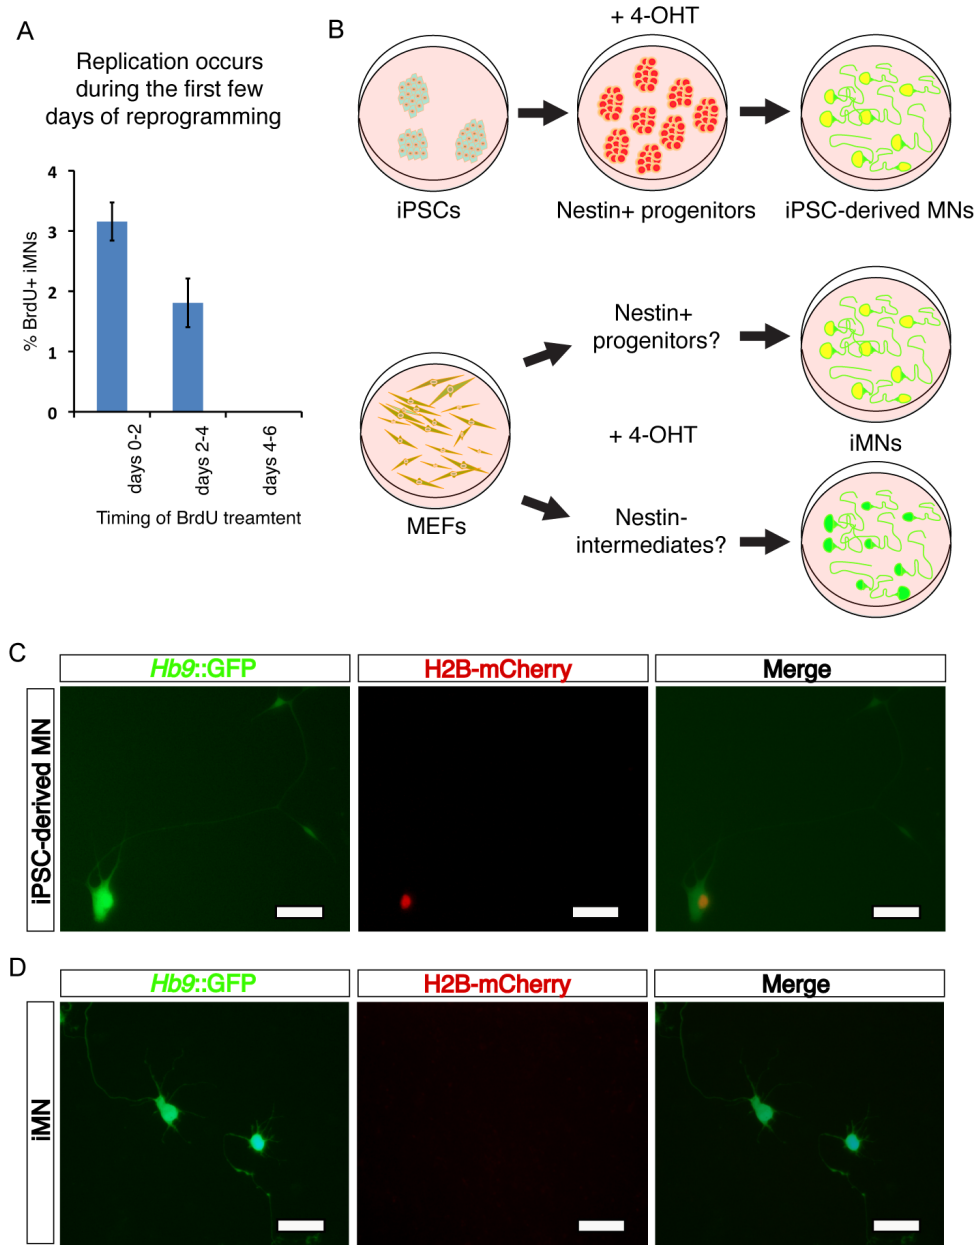 A
Replication occurs
during the first few
days of reprogramming
4
3
2
1
0
% BrdU+ iMNs
days 0-2
days 2-4
days 4-6
Timing of BrdU treamtent
B
+ 4-OHT
iPSCs
Nestin+ progenitors
iPSC-derived MNs
Nestin+
progenitors?
+ 4-OHT
MEFs
Nestin-
intermediates?
iMNs
C
Hb9::GFP
H2B-mCherry
Merge
iPSC-derived MN
D
Hb9::GFP
H2B-mCherry
Merge
iMN